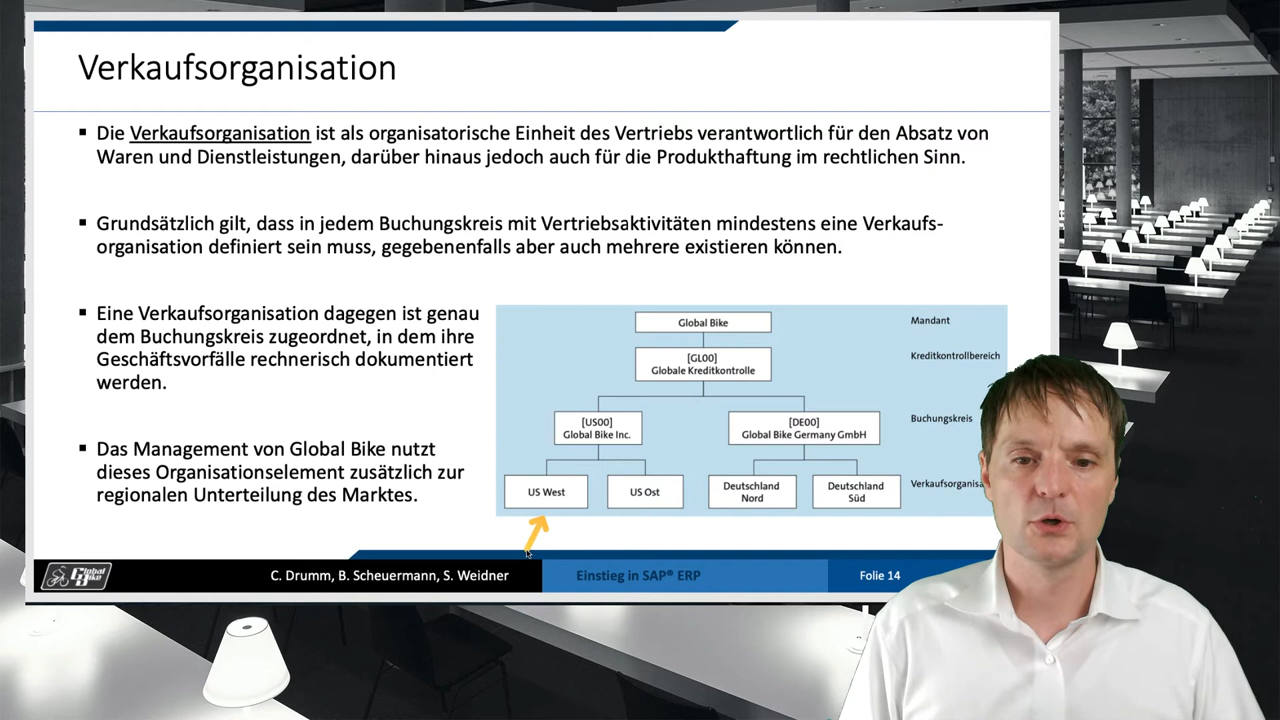 Verkaufsorganisation
▪ Die Verkaufsorganisation ist als organisatorische Einheit des Vertriebs verantwortlich für den Absatz von
Waren und Dienstleistungen, darüber hinaus jedoch auch für die Produkthaftung im rechtlichen Sinn.
▪ Grundsätzlich gilt, dass in jedem Buchungskreis mit Vertriebsaktivitäten mindestens eine Verkaufs-
organisation definiert sein muss, gegebenenfalls aber auch mehrere existieren können.
▪ Eine Verkaufsorganisation dagegen ist genau
dem Buchungskreis zugeordnet, in dem ihre
Geschäftsvorfälle rechnerisch dokumentiert
werden.
▪ Das Management von Global Bike nutzt
dieses Organisationselement zusätzlich zur
regionalen Unterteilung des Marktes.
Global Bike
Mandant
[GL00]
Globale Kreditkontrolle
Kreditkontrollbereich
[US00]
Global Bike Inc.
[DE00]
Global Bike Germany GmbH
Buchungskreis
US West
US Ost
Deutschland
Nord
Deutschland
Süd
Verkaufsorganisa
Global
Bike
C. Drumm, B. Scheuermann, S. Weidner
Einstieg in SAP® ERP
Folie 14